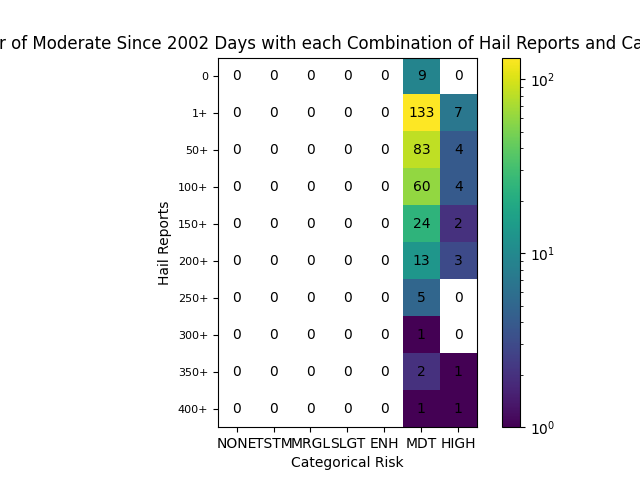 r of Moderate Since 2002 Days with each Combination of Hail Reports and Ca
0 0 0 0 0 0 9 0
1+ 0 0 0 0 0 133 7
50+ 0 0 0 0 0 83 4
100+ 0 0 0 0 0 60 4
150+ 0 0 0 0 0 24 2
200+ 0 0 0 0 0 13 3
250+ 0 0 0 0 0 5 0
300+ 0 0 0 0 0 1 0
350+ 0 0 0 0 0 2 1
400+ 0 0 0 0 0 1 1
NONE TSTM MRGL SLGT ENH MDT HIGH
Categorical Risk
Hail Reports
10²
10¹
10⁰